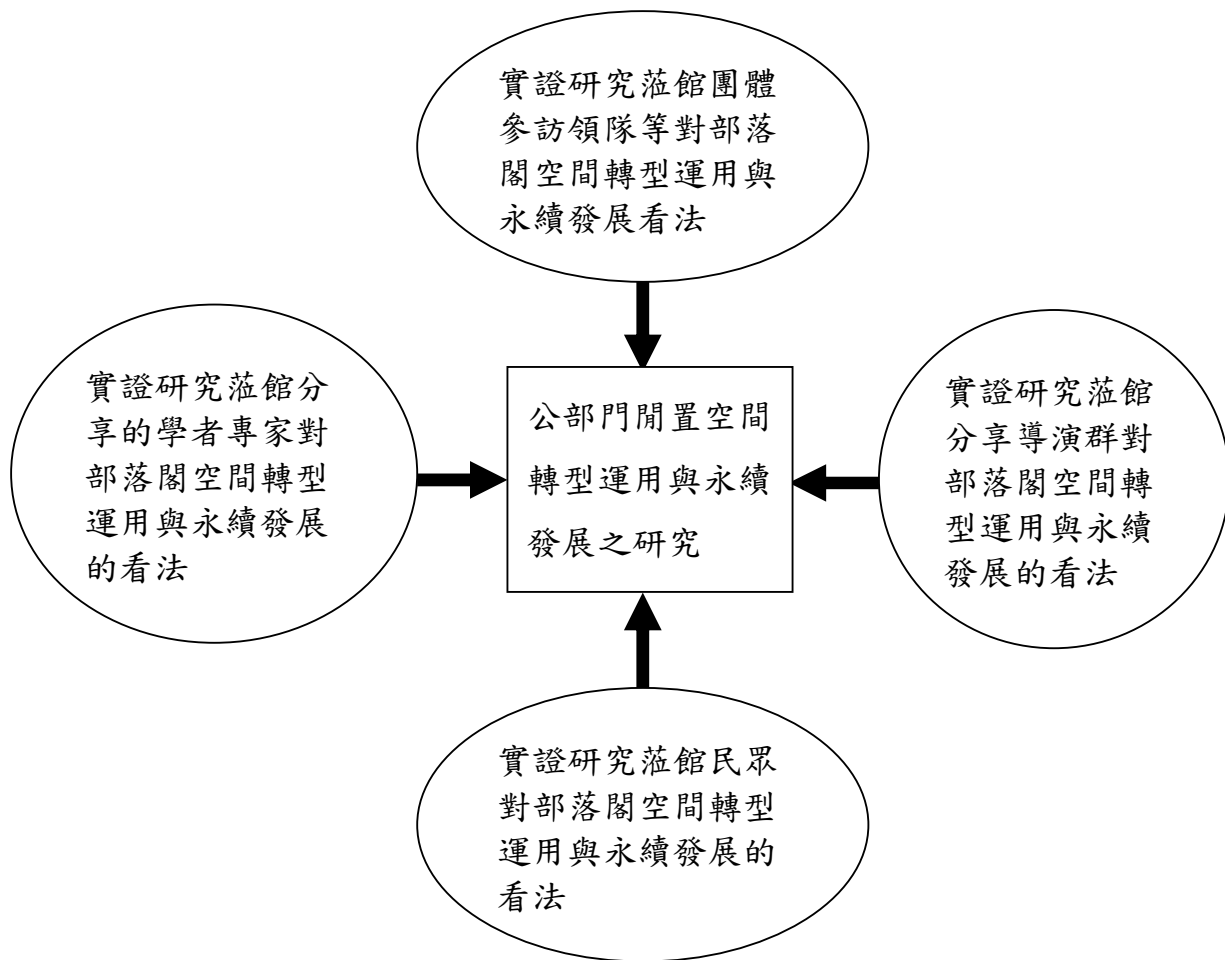 實證研究蒞館團體
參訪領隊等對部落
閣空間轉型運用與
永續發展看法
實證研究蒞館分
享的學者專家對
部落閣空間轉型
運用與永續發展
的看法
公部門閒置空間
轉型運用與永續
發展之研究
實證研究蒞館
分享導演群對
部落閣空間轉
型運用與永續
發展的看法
實證研究蒞館民眾
對部落閣空間轉型
運用與永續發展的
看法